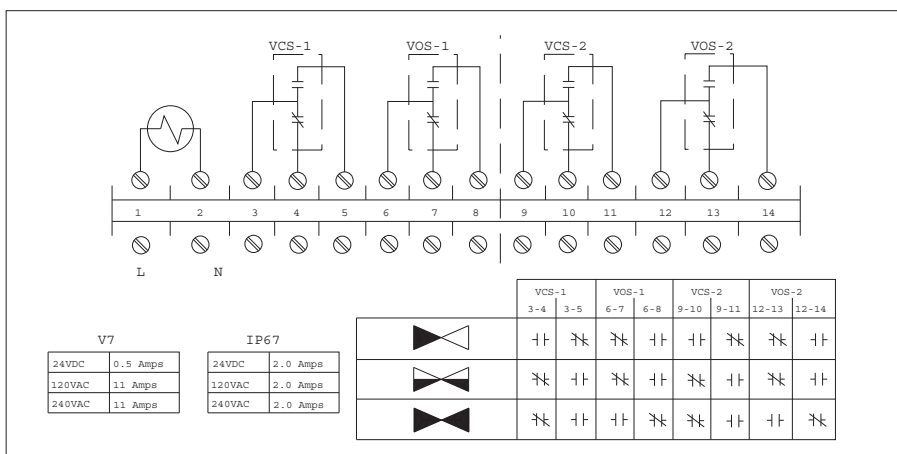 VCS-1 VOS-1 VCS-2 VOS-2
1 2 3 4 5 6 7 8 9 10 11 12 13 14
L N
VCS-1 VOS-1 VCS-2 VOS-2
3-4 3-5 6-7 6-8 9-10 9-11 12-13 12-14
V7
24VDC 0.5 Amps
120VAC 11 Amps
240VAC 11 Amps
IP67
24VDC 2.0 Amps
120VAC 2.0 Amps
240VAC 2.0 Amps